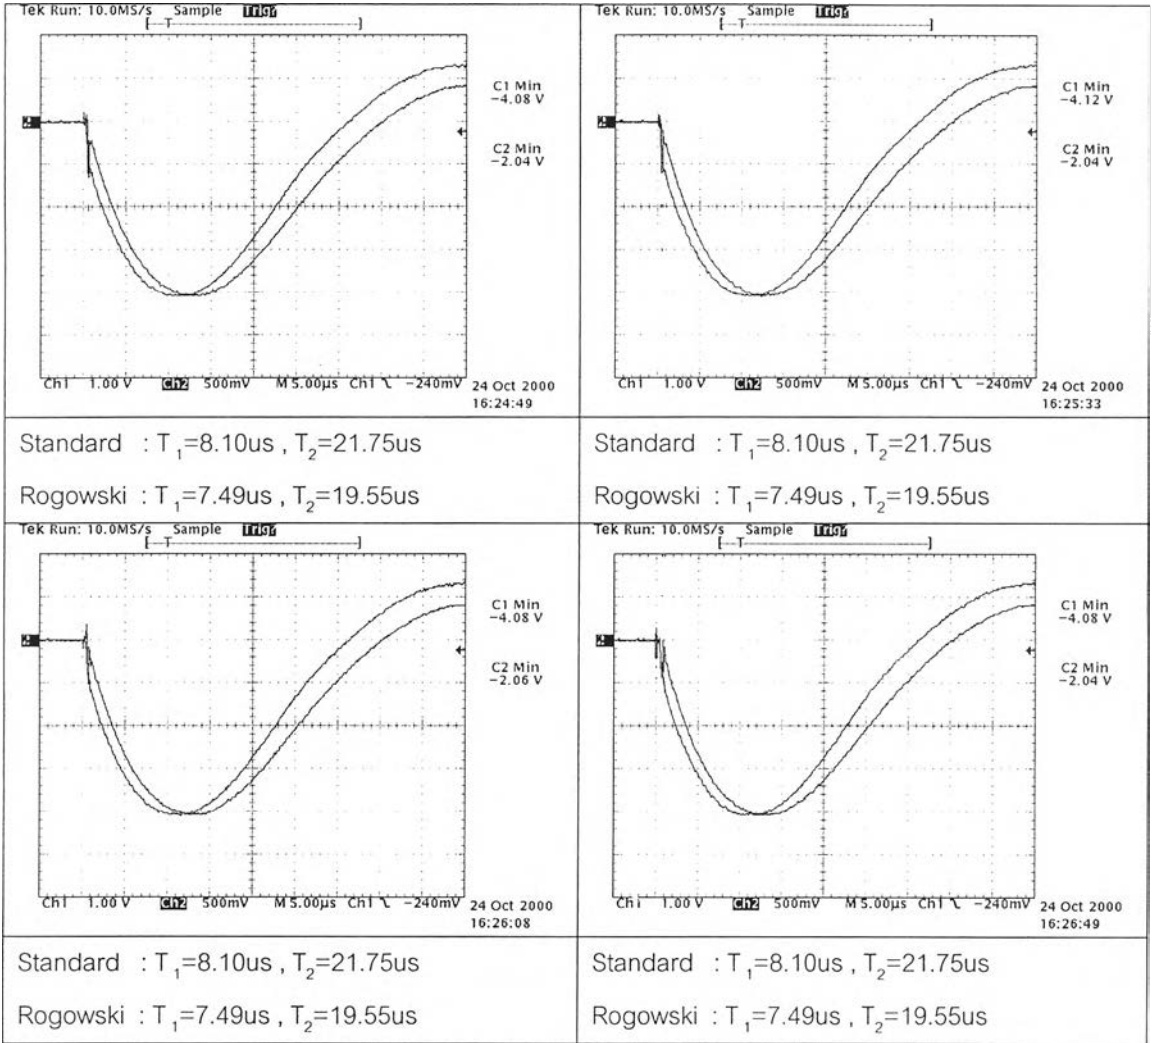 Tek Run: 10.0MS/s Sample Trig?
T
C1 Min
-4.08 V
C2 Min
-2.04 V
2
Ch1 1.00 V Ch2 500mV M 5.00µs Ch1 -240mV
24 Oct 2000
16:24:49
Standard : T1=8.10us , T2=21.75us
Rogowski : T1=7.49us , T2=19.55us
Tek Run: 10.0MS/s Sample Trig?
T
C1 Min
-4.12 V
C2 Min
-2.04 V
2
Ch1 1.00 V Ch2 500mV M 5.00µs Ch1 -240mV
24 Oct 2000
16:25:33
Standard : T1=8.10us , T2=21.75us
Rogowski : T1=7.49us , T2=19.55us
Tek Run: 10.0MS/s Sample Trig?
T
C1 Min
-4.08 V
C2 Min
-2.06 V
2
Ch1 1.00 V Ch2 500mV M 5.00µs Ch1 -240mV
24 Oct 2000
16:26:08
Standard : T1=8.10us , T2=21.75us
Rogowski : T1=7.49us , T2=19.55us
Tek Run: 10.0MS/s Sample Trig?
T
C1 Min
-4.08 V
C2 Min
-2.04 V
2
Ch1 1.00 V Ch2 500mV M 5.00µs Ch1 -240mV
24 Oct 2000
16:26:49
Standard : T1=8.10us , T2=21.75us
Rogowski : T1=7.49us , T2=19.55us